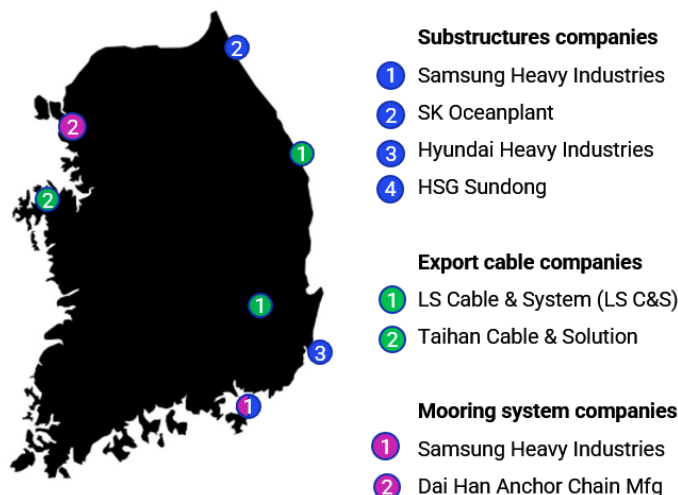 2
2
1
2
1
3
1
Substructures companies
1 Samsung Heavy Industries
2 SK Oceanplant
3 Hyundai Heavy Industries
4 HSG Sundong
Export cable companies
1 LS Cable & System (LS C&S)
2 Taihan Cable & Solution
Mooring system companies
1 Samsung Heavy Industries
2 Dai Han Anchor Chain Mfg